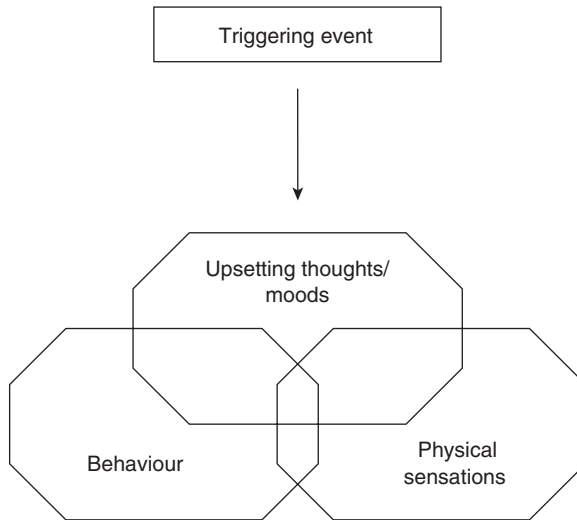 Triggering event
Upsetting thoughts/
moods
Behaviour
Physical
sensations